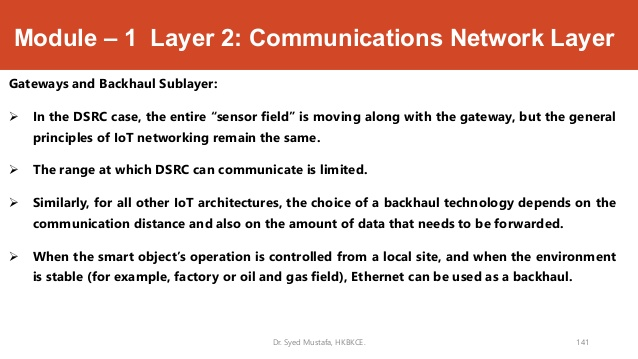 Module – 1 Layer 2: Communications Network Layer
Gateways and Backhaul Sublayer:
➢ In the DSRC case, the entire “sensor field” is moving along with the gateway, but the general
principles of IoT networking remain the same.
➢ The range at which DSRC can communicate is limited.
➢ Similarly, for all other IoT architectures, the choice of a backhaul technology depends on the
communication distance and also on the amount of data that needs to be forwarded.
➢ When the smart object’s operation is controlled from a local site, and when the environment
is stable (for example, factory or oil and gas field), Ethernet can be used as a backhaul.
Dr. Syed Mustafa, HKBKCE. 141